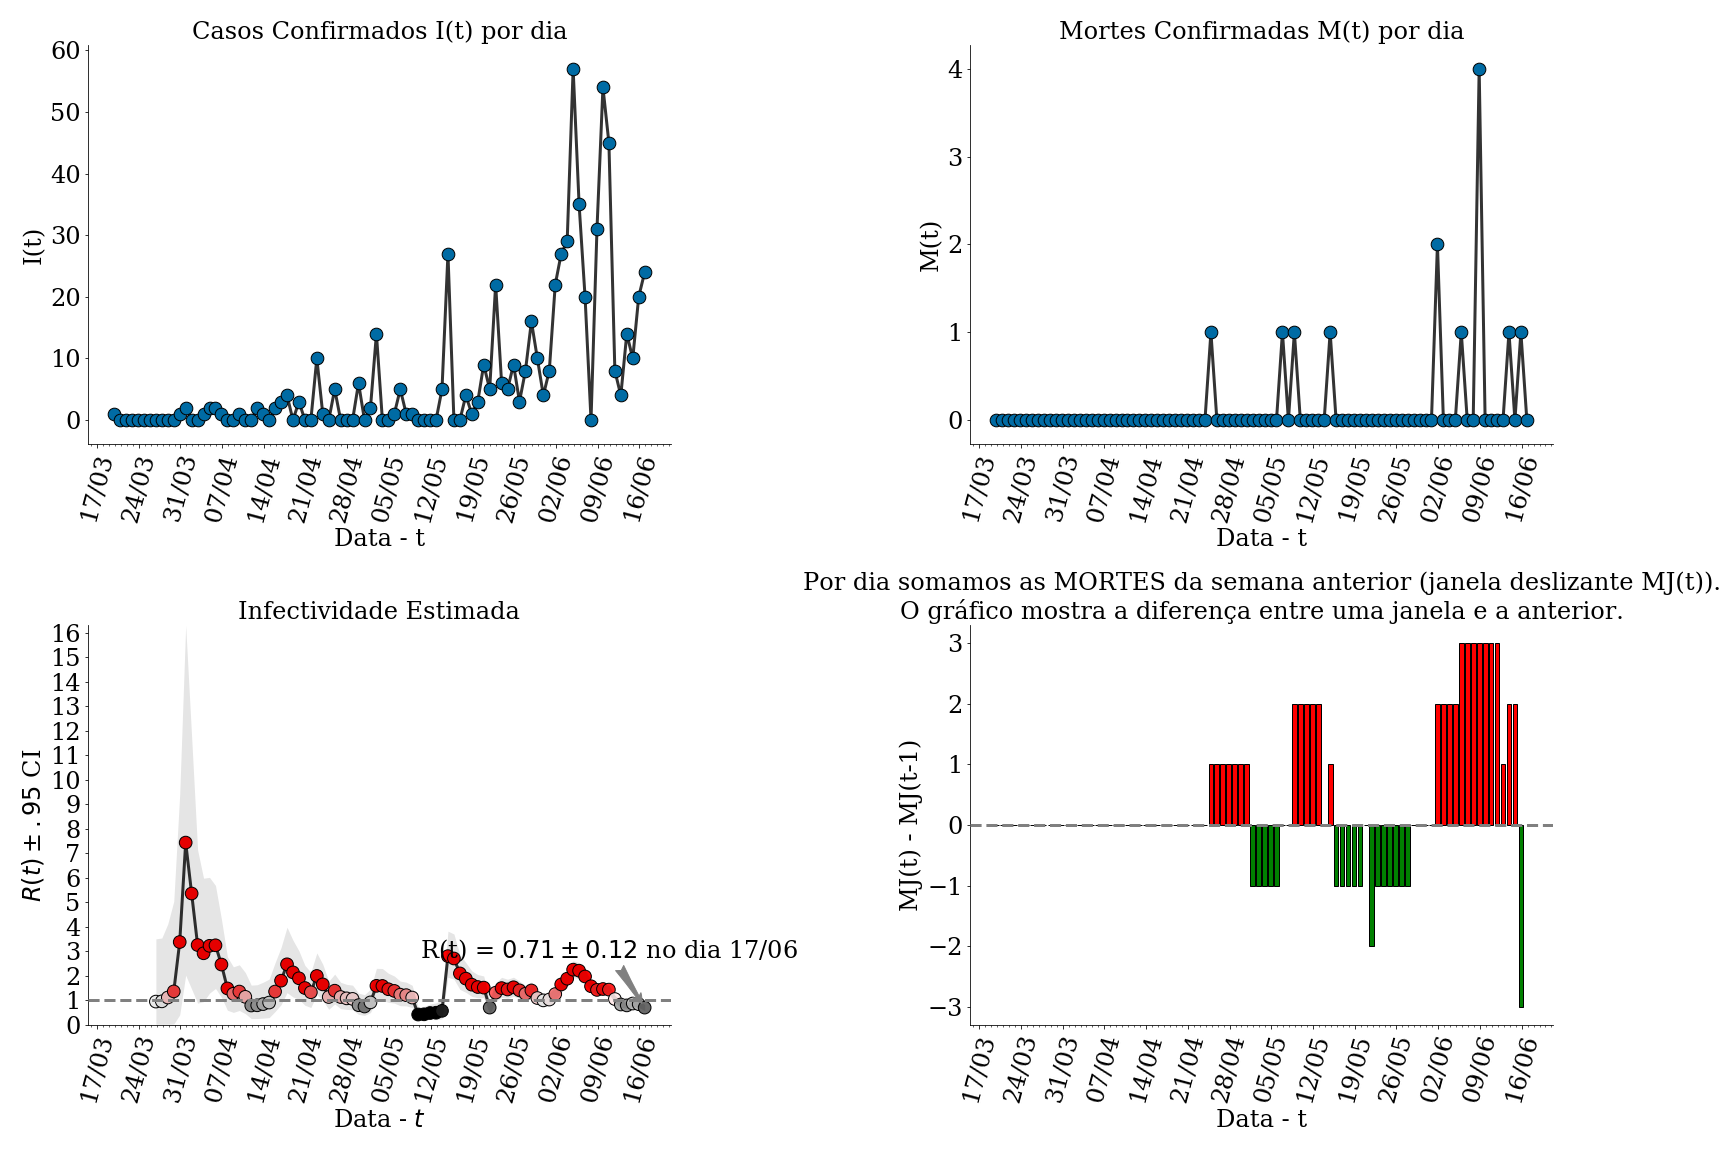 Casos Confirmados I(t) por dia
60
50
40
30
20
10
0
I(t)
17/03 24/03 31/03 07/04 14/04 21/04 28/04 05/05 12/05 19/05 26/05 02/06 09/06 16/06
Data - t
Mortes Confirmadas M(t) por dia
4
3
2
1
0
M(t)
17/03 24/03 31/03 07/04 14/04 21/04 28/04 05/05 12/05 19/05 26/05 02/06 09/06 16/06
Data - t
Infectividade Estimada
16
15
14
13
12
11
10
9
8
7
6
5
4
3
2
1
0
R(t) ± .95 CI
R(t) = 0.71 ± 0.12 no dia 17/06
17/03 24/03 31/03 07/04 14/04 21/04 28/04 05/05 12/05 19/05 26/05 02/06 09/06 16/06
Data - t
Por dia somamos as MORTES da semana anterior (janela deslizante MJ(t)).
O gráfico mostra a diferença entre uma janela e a anterior.
3
2
1
0
−1
−2
−3
MJ(t) - MJ(t-1)
17/03 24/03 31/03 07/04 14/04 21/04 28/04 05/05 12/05 19/05 26/05 02/06 09/06 16/06
Data - t